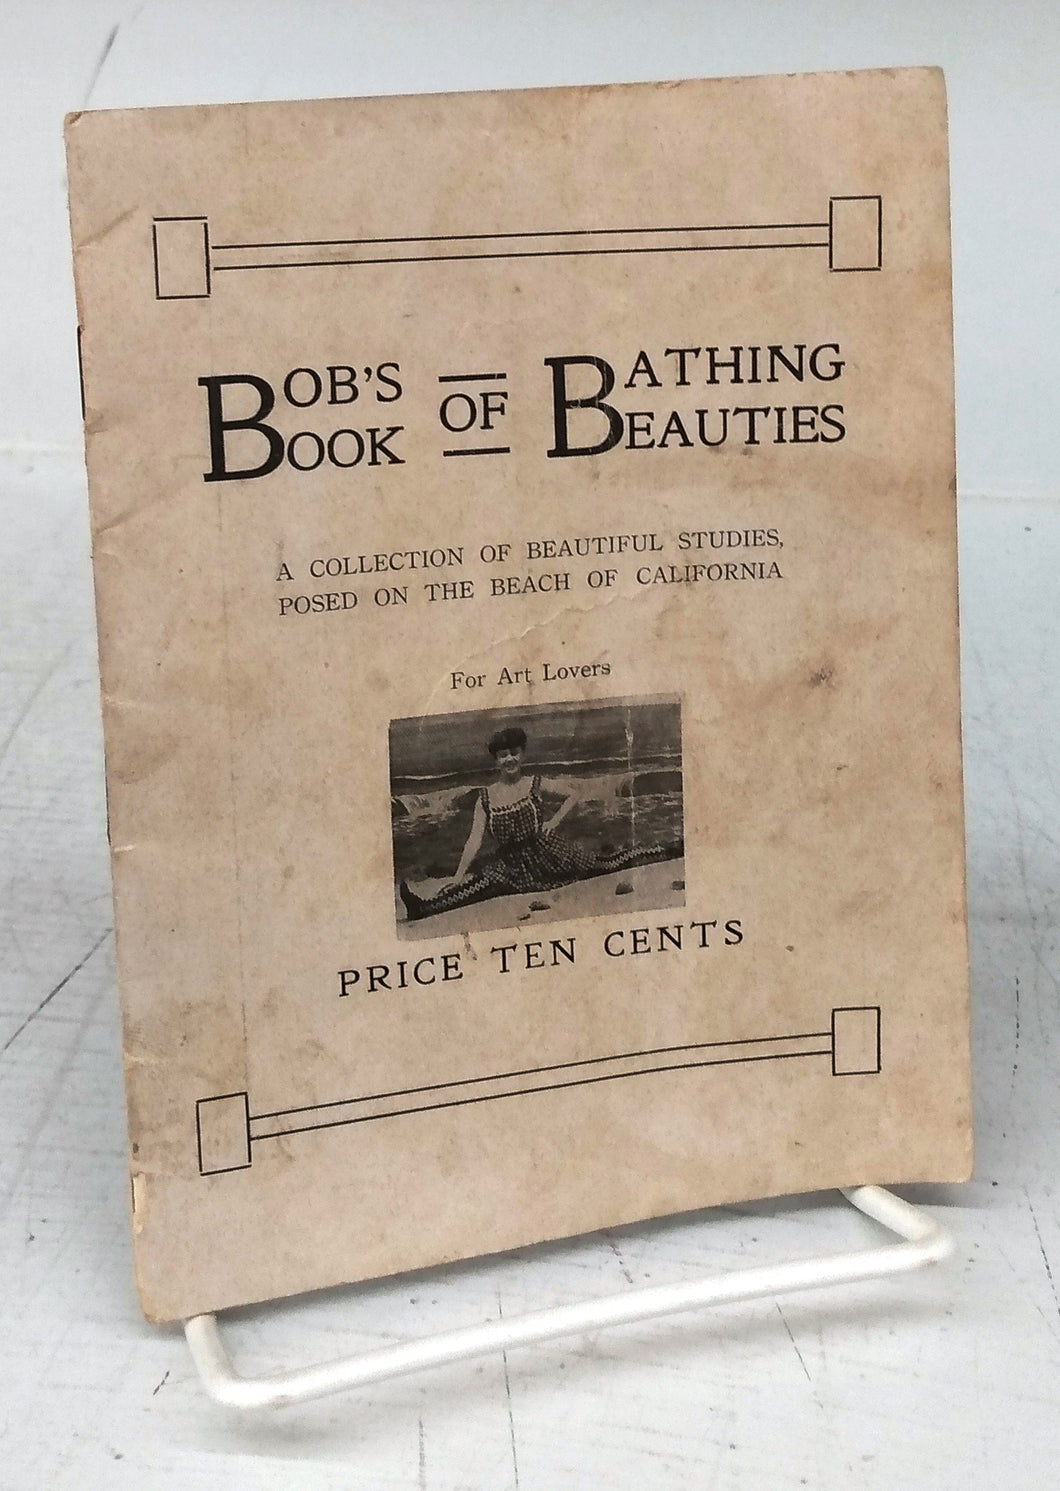 BOB'S BOOK OF BATHING BEAUTIES
A COLLECTION OF BEAUTIFUL STUDIES,
POSED ON THE BEACH OF CALIFORNIA
For Art Lovers
PRICE TEN CENTS